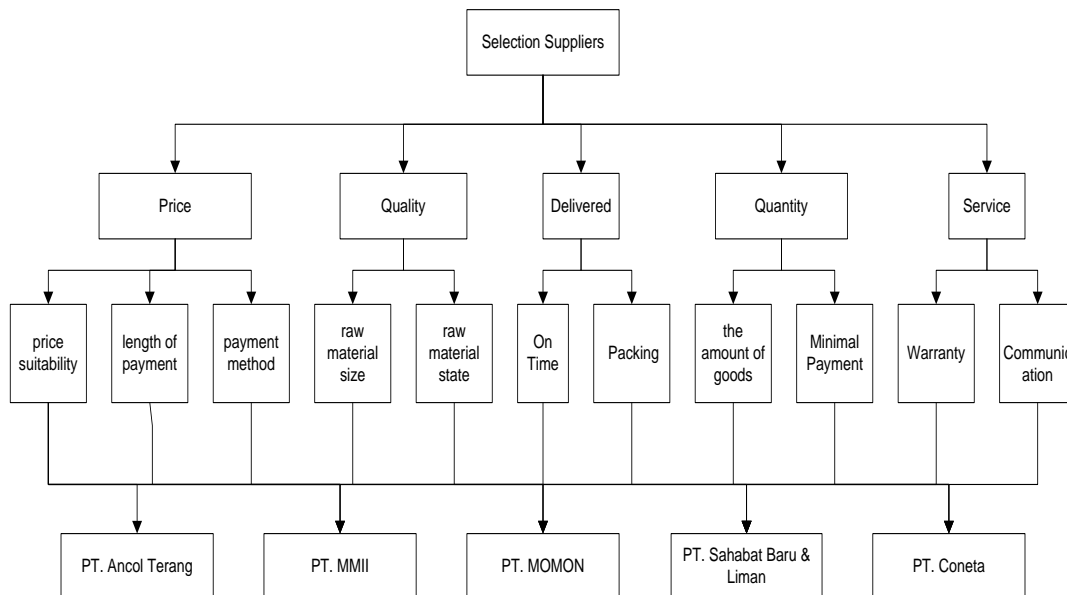 Selection Suppliers
Price
Quality
Delivered
Quantity
Service
price
suitability
length of
payment
payment
method
raw
material
size
raw
material
state
On
Time
Packing
the
amount of
goods
Minimal
Payment
Warranty
Communic
ation
PT. Ancol Terang
PT. MMII
PT. MOMON
PT. Sahabat Baru &
Liman
PT. Coneta